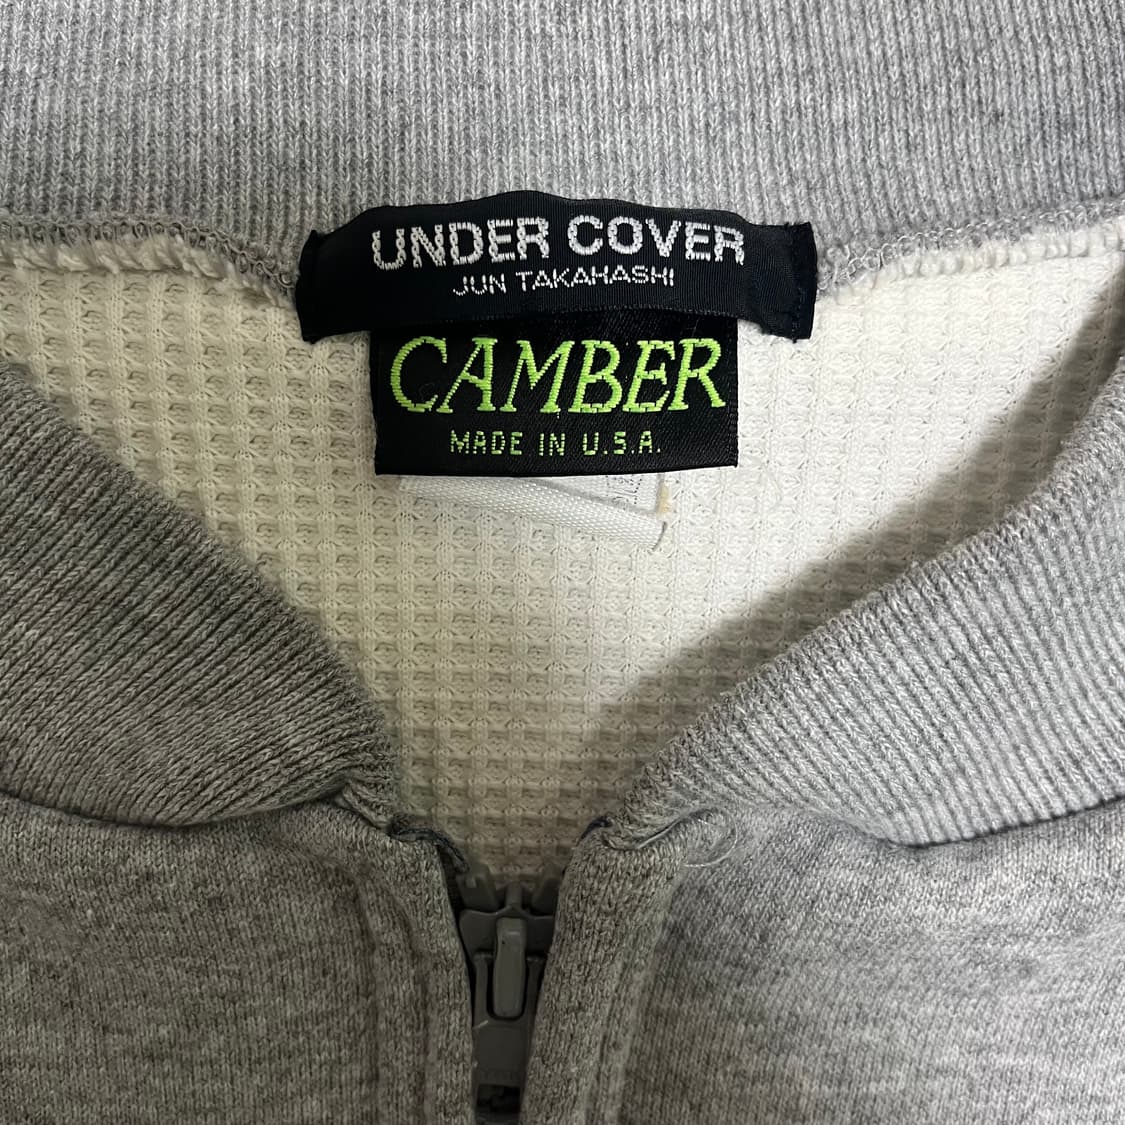 UNDER COVER
JUN TAKAHASHI
CAMBER
MADE IN U.S.A.